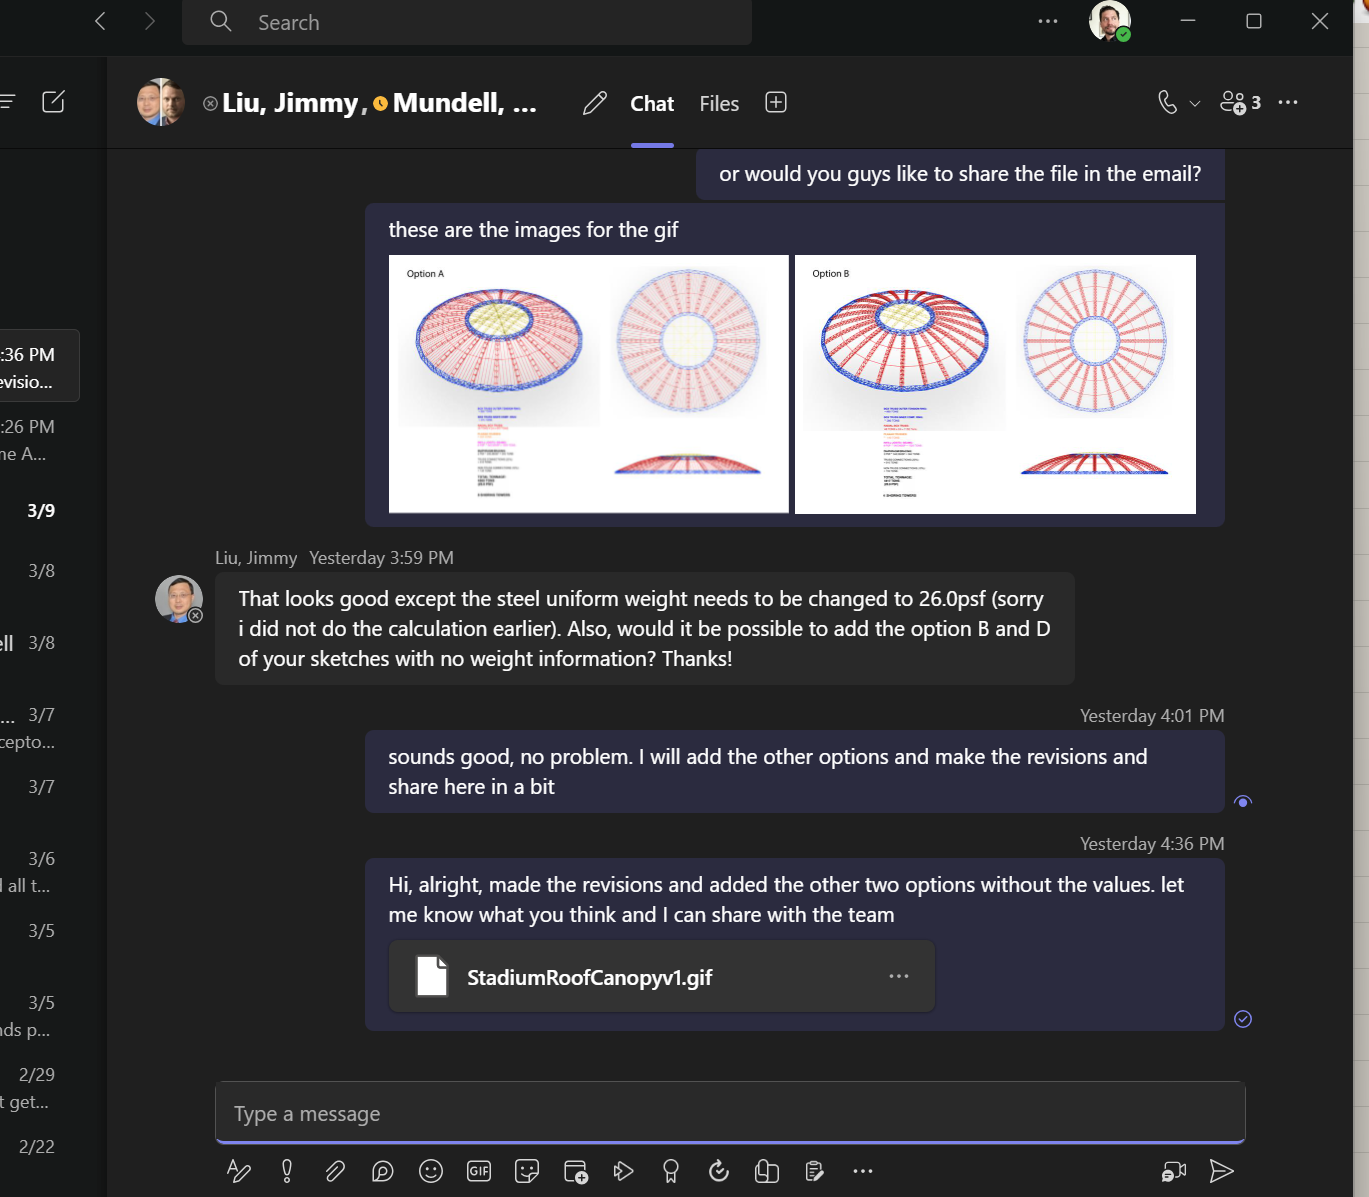 Search
Liu, Jimmy, Mundell, ...
Chat
Files
3
or would you guys like to share the file in the email?
these are the images for the gif
Option A
Option B
:36 PM
evisio...
:26 PM
ne A...
3/9
3/8
ell 3/8
... 3/7
cepto...
3/7
3/6
l all t...
3/5
3/5
nds p...
2/29
t get...
2/22
Liu, Jimmy Yesterday 3:59 PM
That looks good except the steel uniform weight needs to be changed to 26.0psf (sorry
i did not do the calculation earlier). Also, would it be possible to add the option B and D
of your sketches with no weight information? Thanks!
Yesterday 4:01 PM
sounds good, no problem. I will add the other options and make the revisions and
share here in a bit
Yesterday 4:36 PM
Hi, alright, made the revisions and added the other two options without the values. let
me know what you think and I can share with the team
StadiumRoofCanopyv1.gif
Type a message
GIF